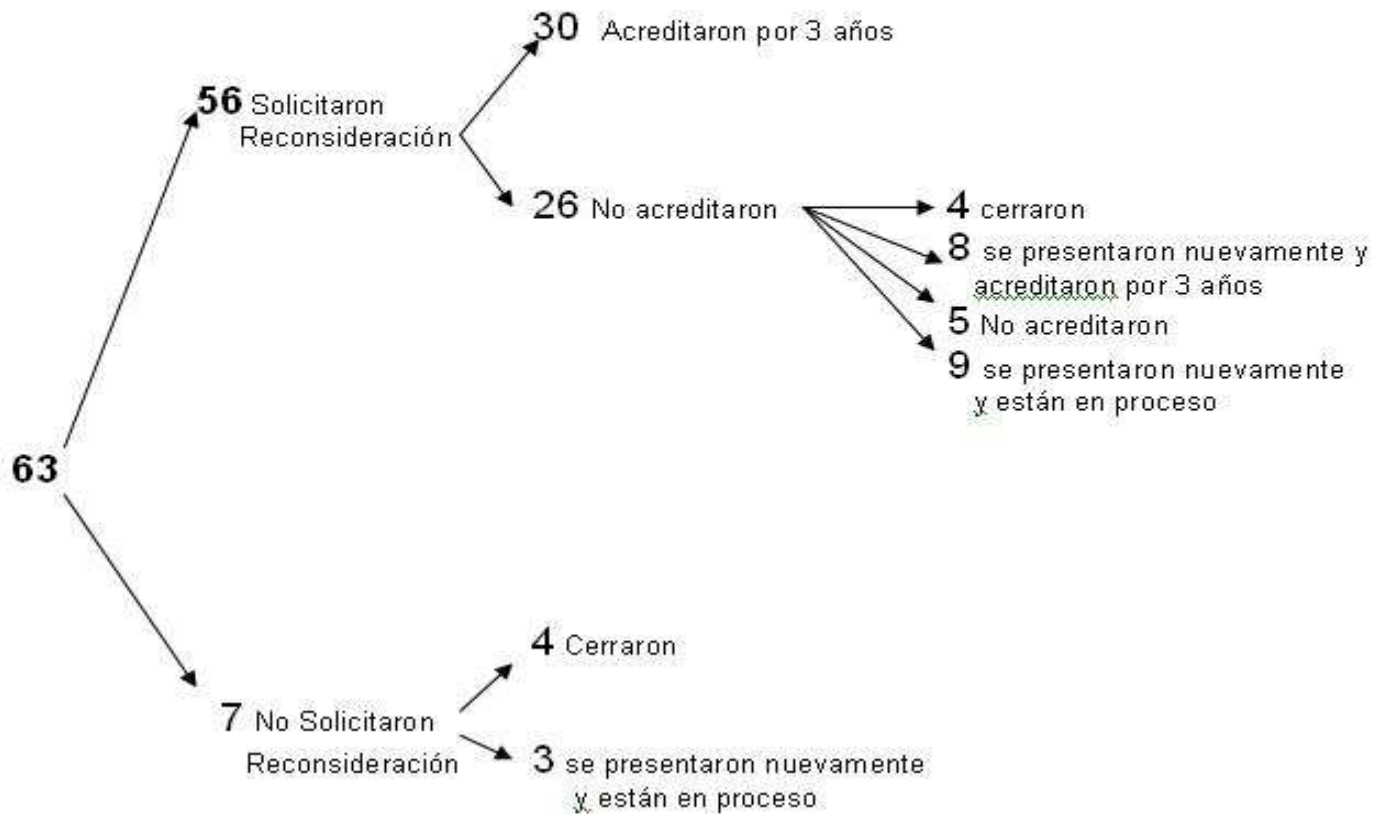 30 Acreditaron por 3 años
56 Solicitaron
Reconsideración
26 No acreditaron
4 cerraron
8 se presentaron nuevamente y
acreditaron por 3 años
5 No acreditaron
9 se presentaron nuevamente
y están en proceso
63
4 Cerraron
7 No Solicitaron
Reconsideración
3 se presentaron nuevamente
y están en proceso